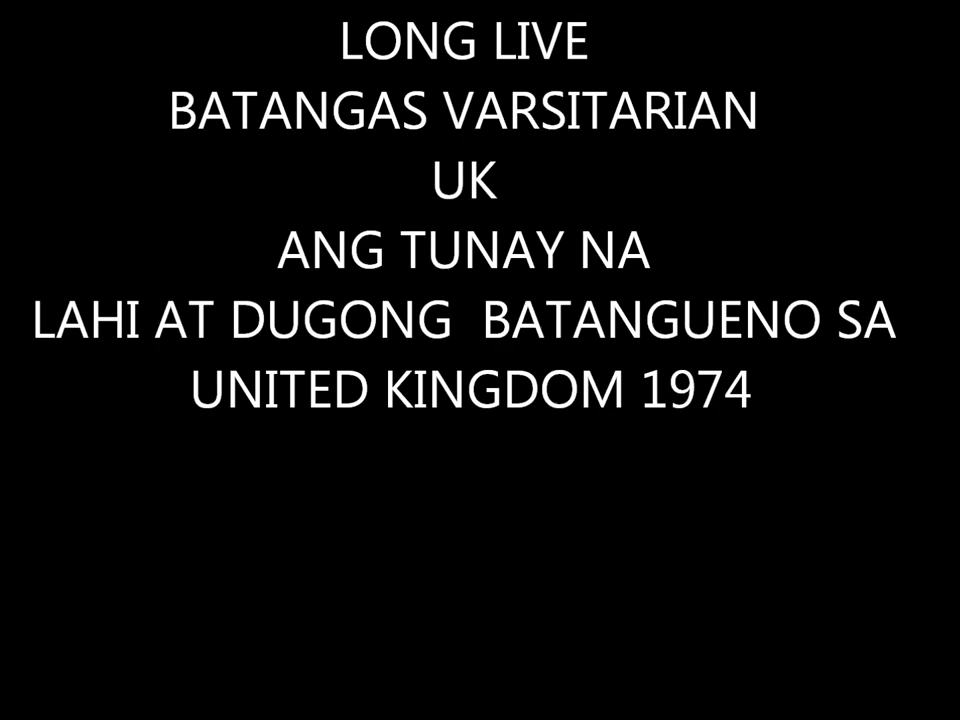 LONG LIVE
BATANGAS VARSITARIAN
UK
ANG TUNAY NA
LAHI AT DUGONG  BATANGUENO SA
UNITED KINGDOM 1974